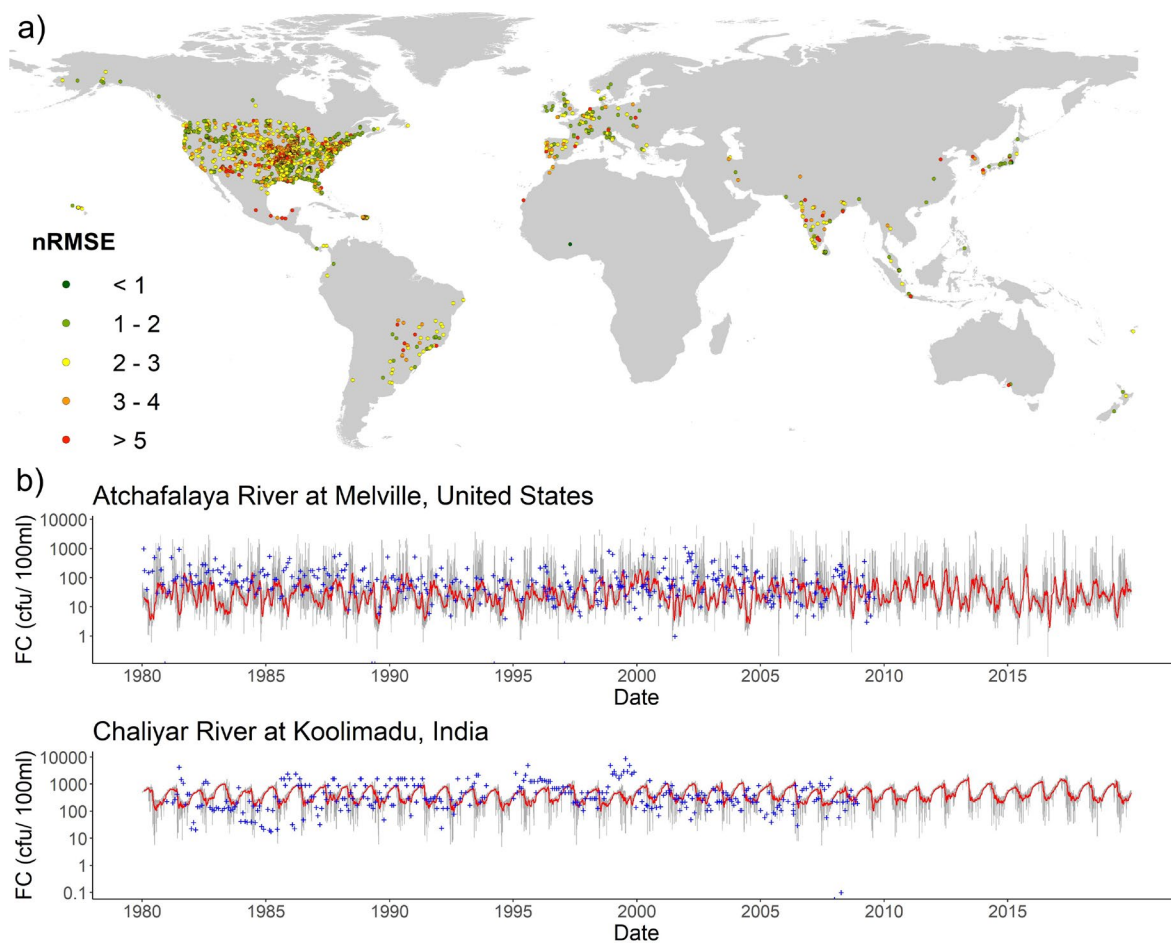 a)
nRMSE
< 1
1 - 2
2 - 3
3 - 4
> 5
b)
Atchafalaya River at Melville, United States
FC (cfu/ 100ml)
10000
1000
100
10
1
1980 1985 1990 1995 2000 2005 2010 2015
Date
Chaliyar River at Koolimadu, India
FC (cfu/ 100ml)
10000
1000
100
10
1
0.1
1980 1985 1990 1995 2000 2005 2010 2015
Date